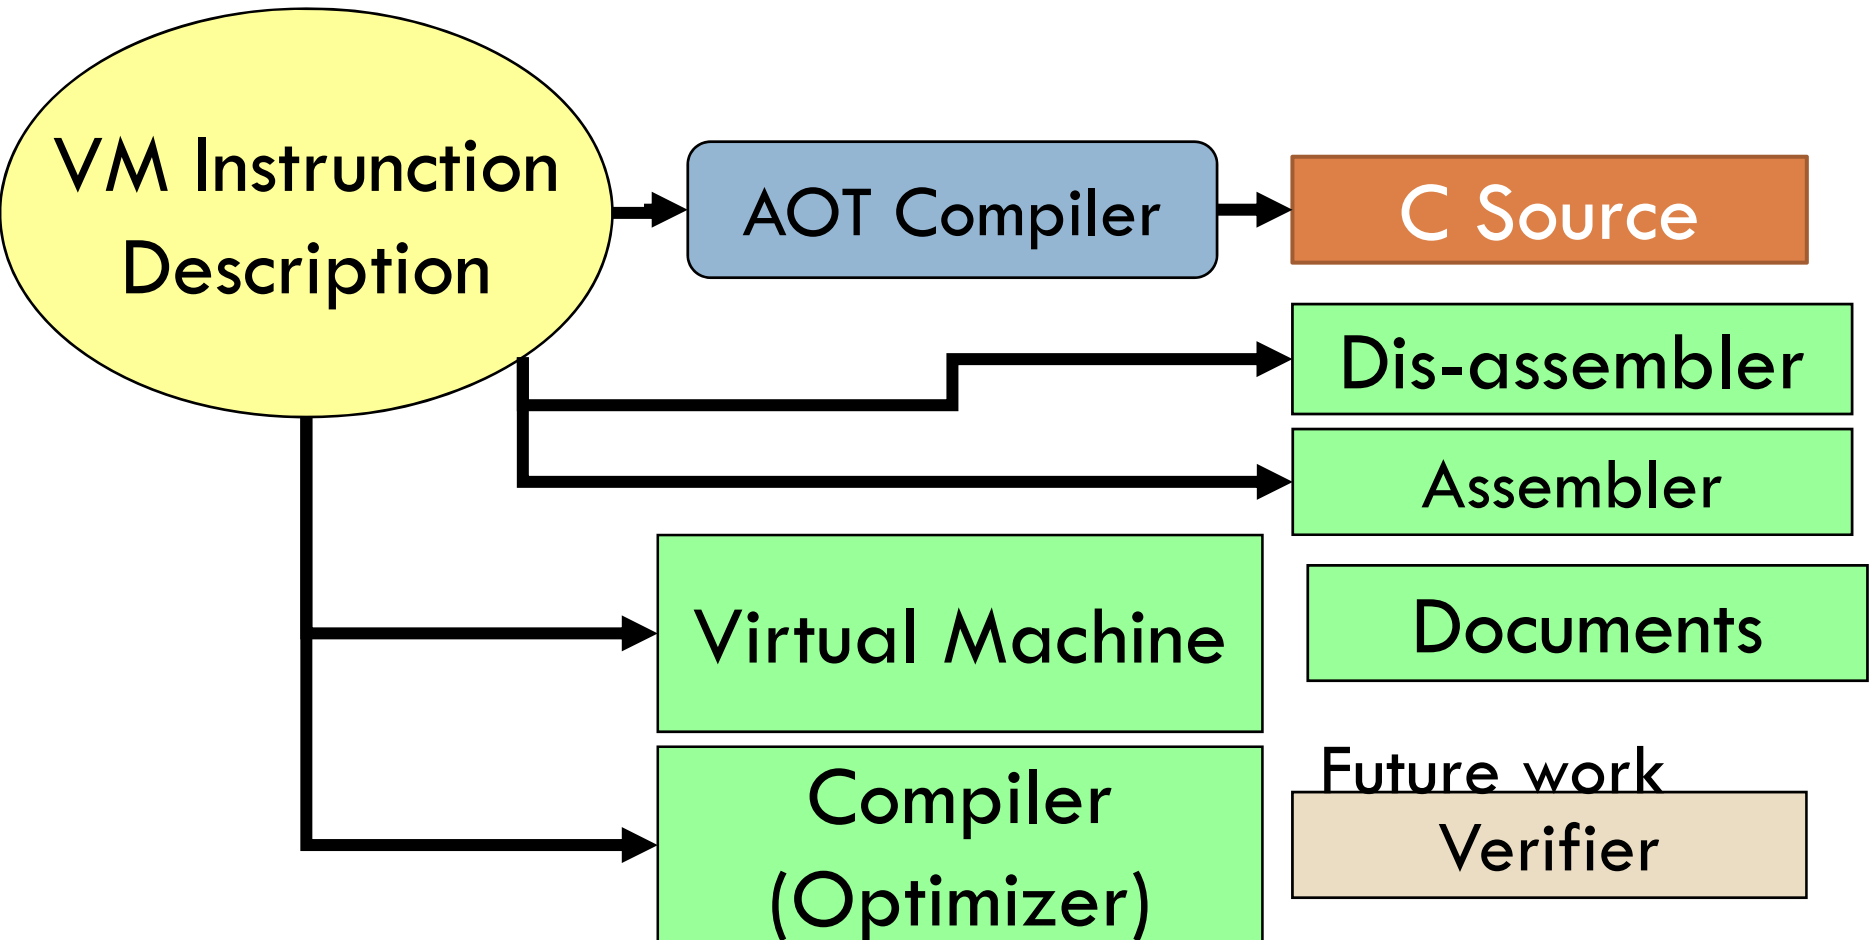 VM Instrunction
Description
AOT Compiler
C Source
Dis-assembler
Assembler
Virtual Machine
Documents
Compiler
(Optimizer)
Future work
Verifier